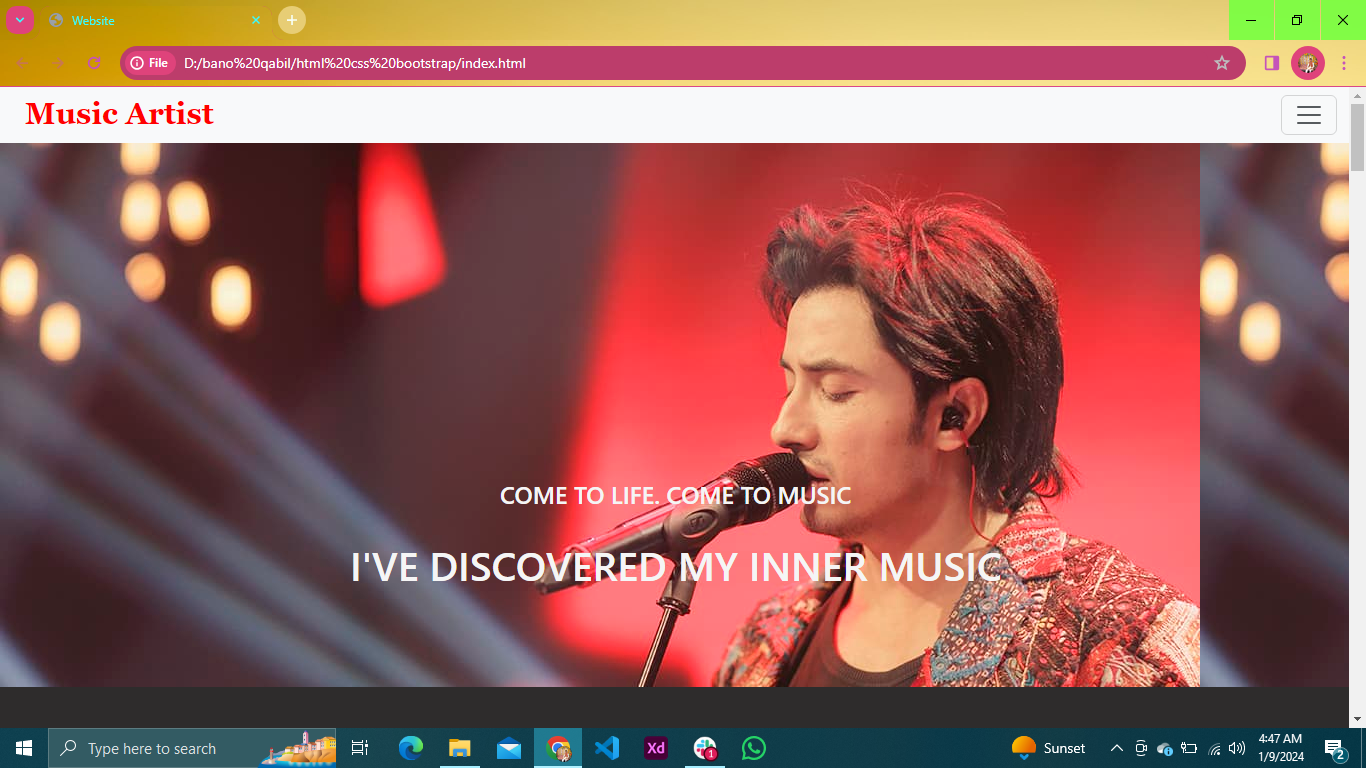 Website
File
D:/bano%20qabil/html%20css%20bootstrap/index.html
Music Artist
COME TO LIFE. COME TO MUSIC
I'VE DISCOVERED MY INNER MUSIC
Type here to search
Xd
1
Sunset
4:47 AM
1/9/2024
2